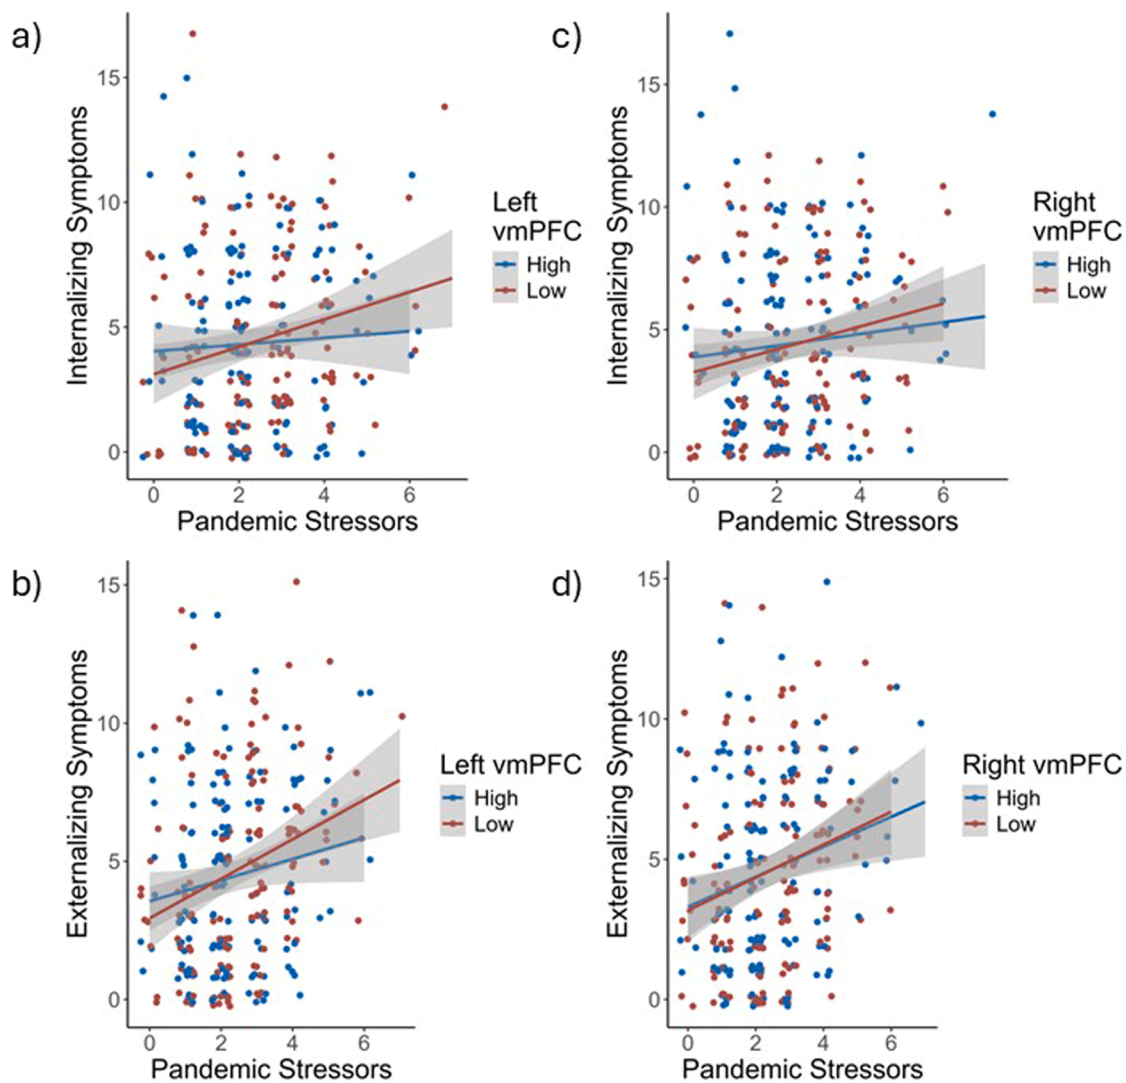 a)
Internalizing Symptoms
15
10
5
0
0 2 4 6
Pandemic Stressors
Left
vmPFC
High
Low
c)
Internalizing Symptoms
15
10
5
0
0 2 4 6
Pandemic Stressors
Right
vmPFC
High
Low
b)
Externalizing Symptoms
15
10
5
0
0 2 4 6
Pandemic Stressors
Left vmPFC
High
Low
d)
Externalizing Symptoms
15
10
5
0
0 2 4 6
Pandemic Stressors
Right vmPFC
High
Low